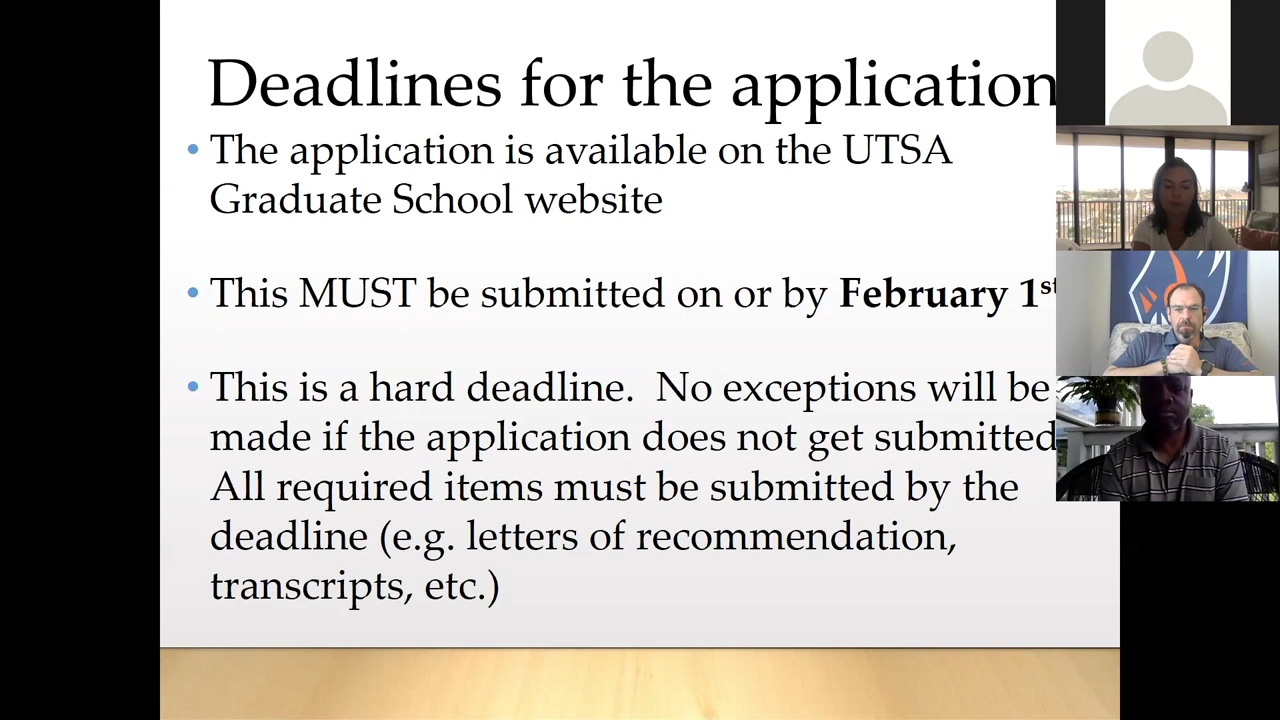 Deadlines for the application
• The application is available on the UTSA
Graduate School website
• This MUST be submitted on or by February 1st
• This is a hard deadline.  No exceptions will be
made if the application does not get submitted
All required items must be submitted by the
deadline (e.g. letters of recommendation,
transcripts, etc.)